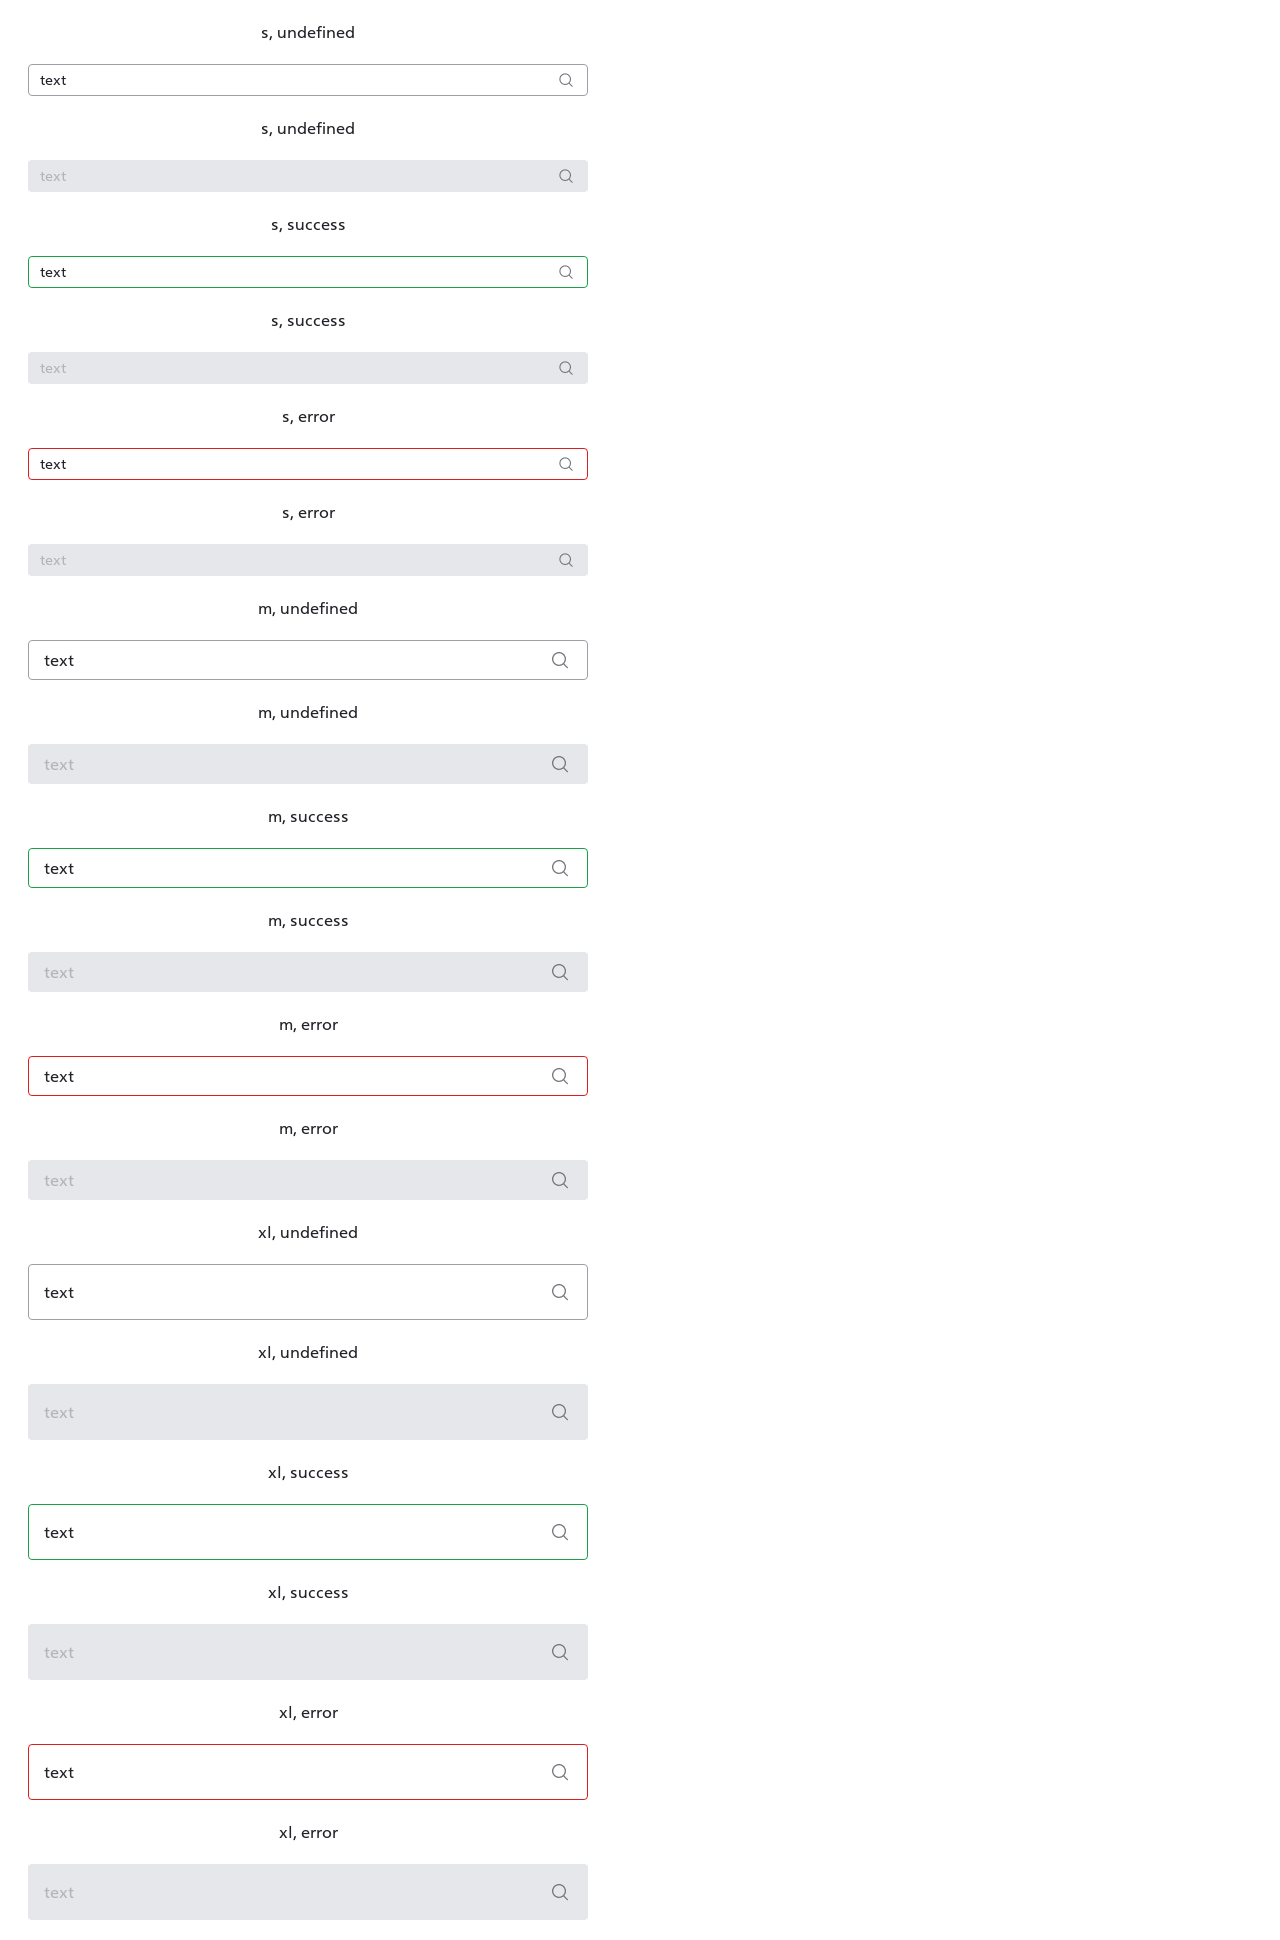 s, undefined
text
s, undefined
text
s, success
text
s, success
text
s, error
text
s, error
text
m, undefined
text
m, undefined
text
m, success
text
m, success
text
m, error
text
m, error
text
xl, undefined
text
xl, undefined
text
xl, success
text
xl, success
text
xl, error
text
xl, error
text